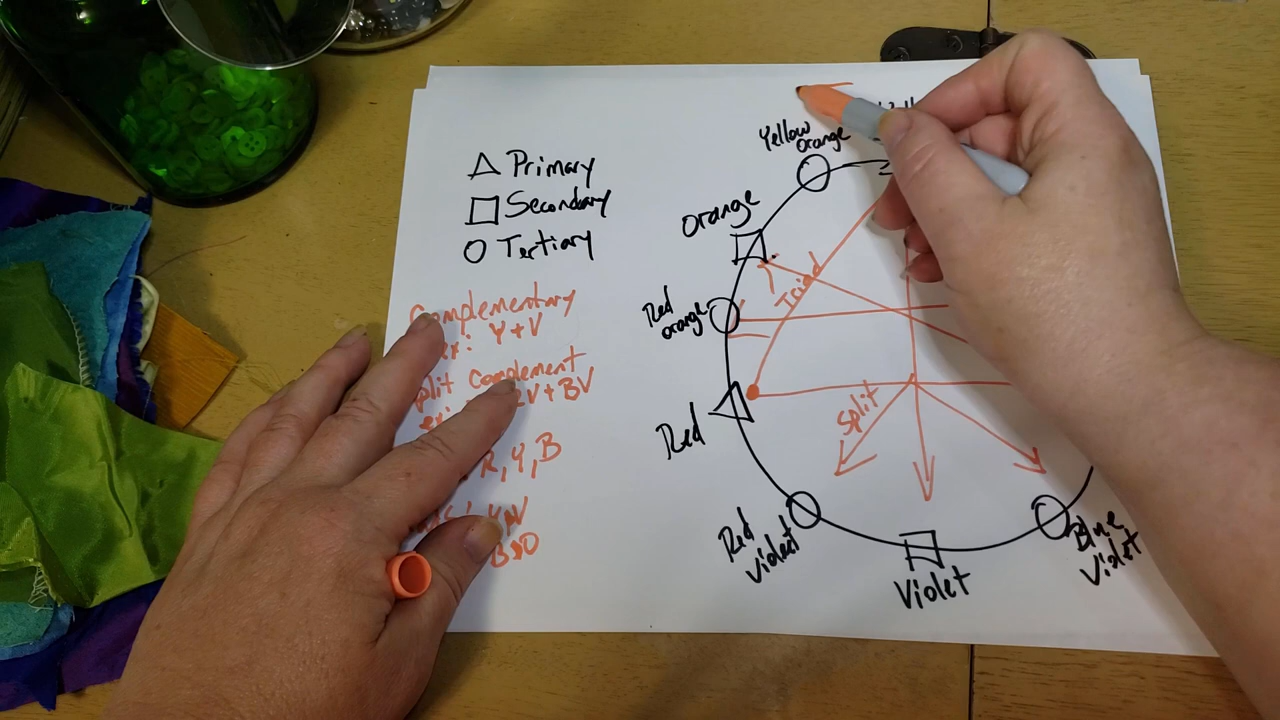 Primary
Secondary
Tertiary
Complementary
Y+V
Split Complement
V+BV
R, Y, B
B
Yellow
orange
Orange
Red
orange
Red
Red
Violet
Violet
Blue
Violet
Triad
Split